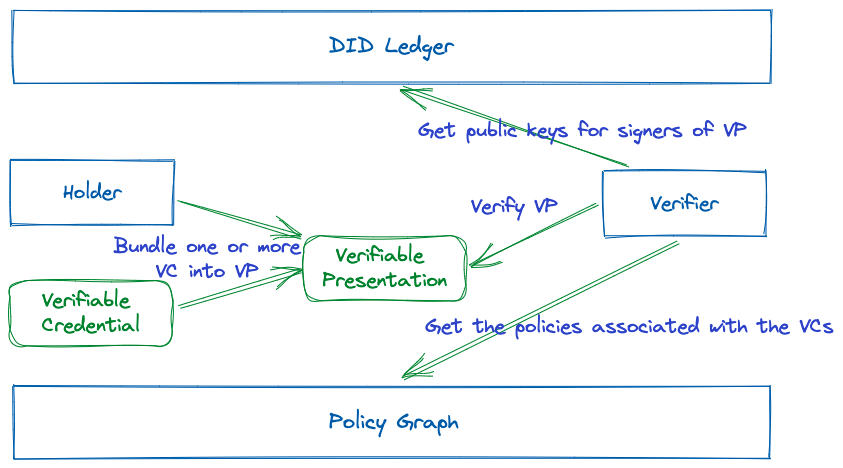 DID Ledger
Get public keys for signers of VP
Holder
Verify VP
Verifier
Bundle one or more
VC into VP
Verifiable
Presentation
Verifiable
Credential
Get the policies associated with the VCs
Policy Graph